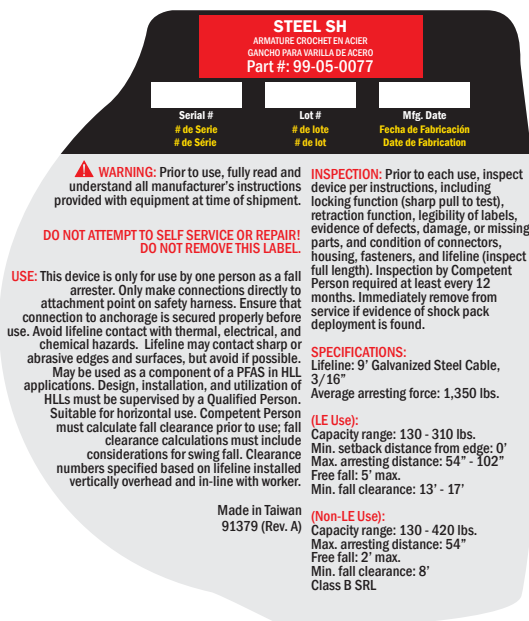 STEEL SH
ARMATURE CROCHET EN ACIER
GANCHO PARA VARILLA DE ACERO
Part #: 99-05-0077
Serial #
# de Serie
# de Série
Lot #
# de lote
# de lot
Mfg. Date
Fecha de Fabricación
Date de Fabrication
WARNING: Prior to use, fully read and
understand all manufacturer's instructions
provided with equipment at time of shipment.
DO NOT ATTEMPT TO SELF SERVICE OR REPAIR!
DO NOT REMOVE THIS LABEL.
USE: This device is only for use by one person as a fall
arrester. Only make connections directly to
attachment point on safety harness. Ensure that
connection to anchorage is secured properly before
use. Avoid lifeline contact with thermal, electrical, and
chemical hazards. Lifeline may contact sharp or
abrasive edges and surfaces, but avoid if possible.
May be used as a component of a PFAS in HLL
applications. Design, installation, and utilization of
HLLs must be supervised by a Qualified Person.
Suitable for horizontal use. Competent Person
must calculate fall clearance prior to use; fall
clearance calculations must include
considerations for swing fall. Clearance
numbers specified based on lifeline installed
vertically overhead and in-line with worker.
Made in Taiwan
91379 (Rev. A)
INSPECTION: Prior to each use, inspect
device per instructions, including
locking function (sharp pull to test),
retraction function, legibility of labels,
evidence of defects, damage, or missing
parts, and condition of connectors,
housing, fasteners, and lifeline (inspect
full length). Inspection by Competent
Person required at least every 12
months. Immediately remove from
service if evidence of shock pack
deployment is found.
SPECIFICATIONS:
Lifeline: 9' Galvanized Steel Cable,
3/16"
Average arresting force: 1,350 lbs.
(LE Use):
Capacity range: 130 - 310 lbs.
Min. setback distance from edge: 0'
Max. arresting distance: 54" - 102"
Free fall: 5' max.
Min. fall clearance: 13' - 17'
(Non-LE Use):
Capacity range: 130 - 420 lbs.
Max. arresting distance: 54"
Free fall: 2' max.
Min. fall clearance: 8'
Class B SRL